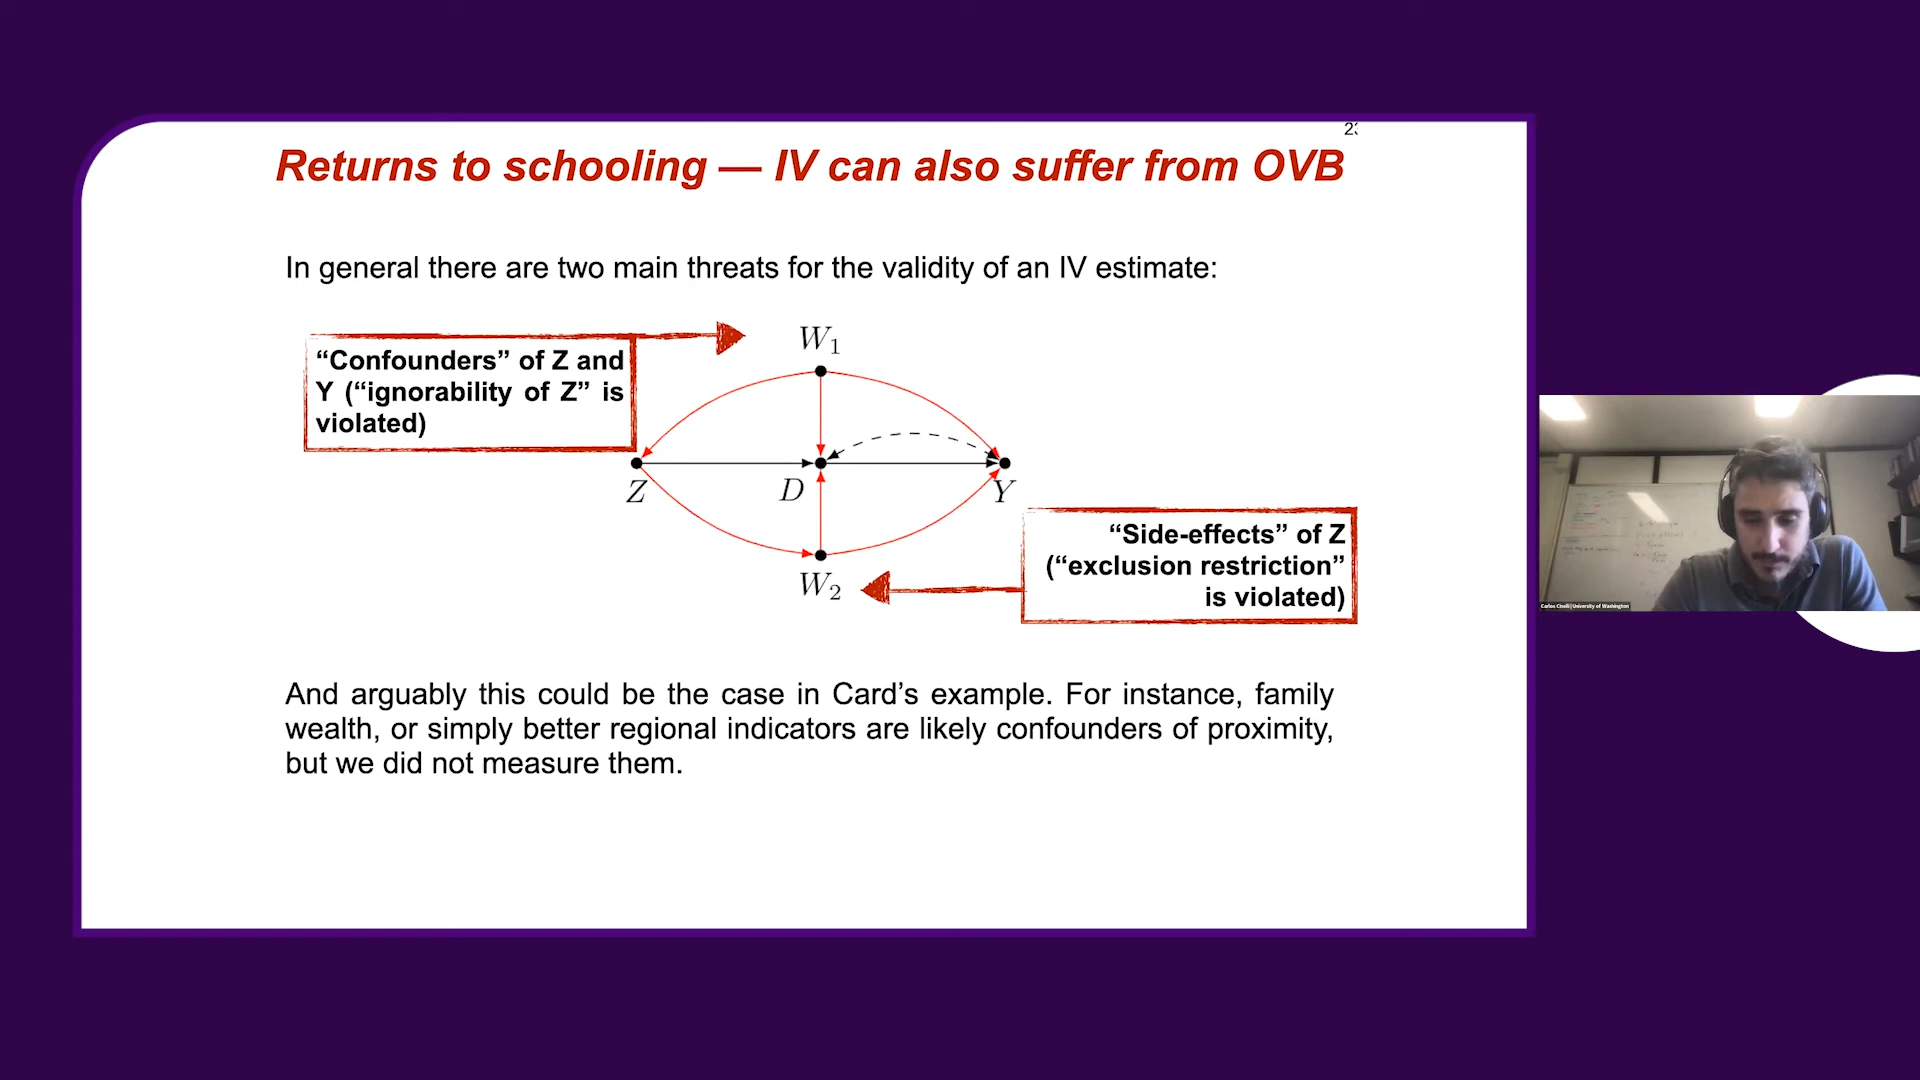 Returns to schooling — IV can also suffer from OVB
In general there are two main threats for the validity of an IV estimate:
“Confounders” of Z and
Y (“ignorability of Z” is
violated)
W₁
Z
D
Y
W₂
“Side-effects” of Z
(“exclusion restriction”
is violated)
And arguably this could be the case in Card’s example. For instance, family
wealth, or simply better regional indicators are likely confounders of proximity,
but we did not measure them.
Carlos Cinelli | University of Washington